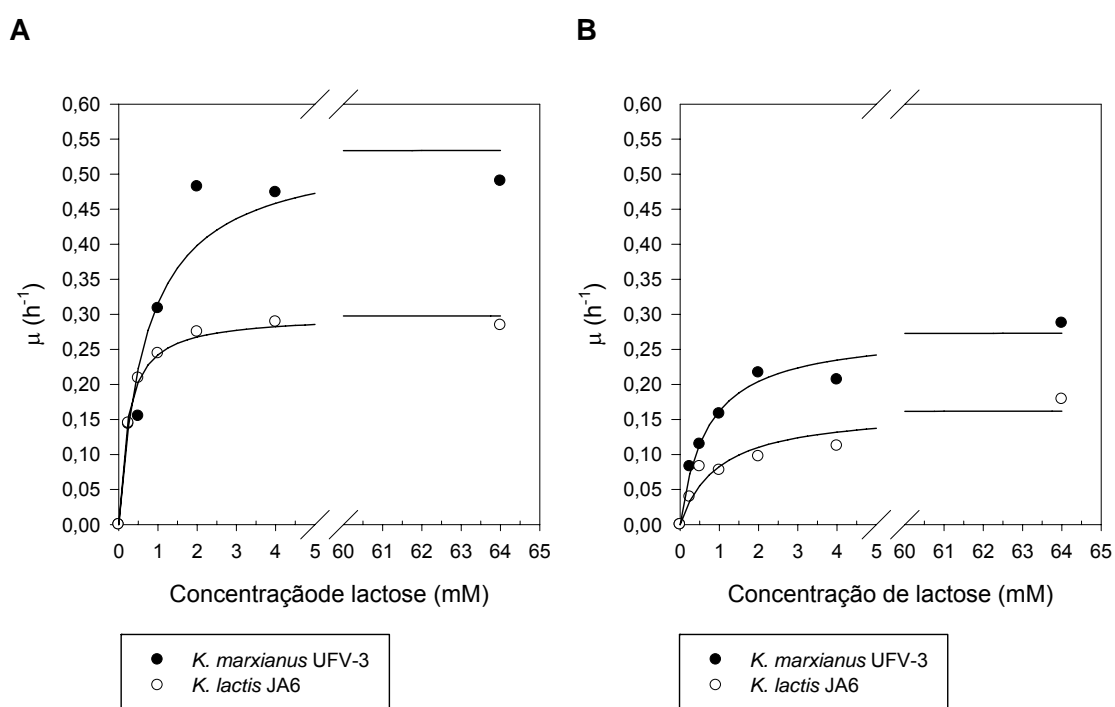 A
B
0,60
0,55
0,50
0,45
0,40
0,35
0,30
0,25
0,20
0,15
0,10
0,05
0,00
μ (h⁻¹)
0 1 2 3 4 5 60 61 62 63 64 65
Concentraçãode lactose (mM)
K. marxianus UFV-3
K. lactis JA6
0,60
0,55
0,50
0,45
0,40
0,35
0,30
0,25
0,20
0,15
0,10
0,05
0,00
μ (h⁻¹)
0 1 2 3 4 5 60 61 62 63 64 65
Concentração de lactose (mM)
K. marxianus UFV-3
K. lactis JA6